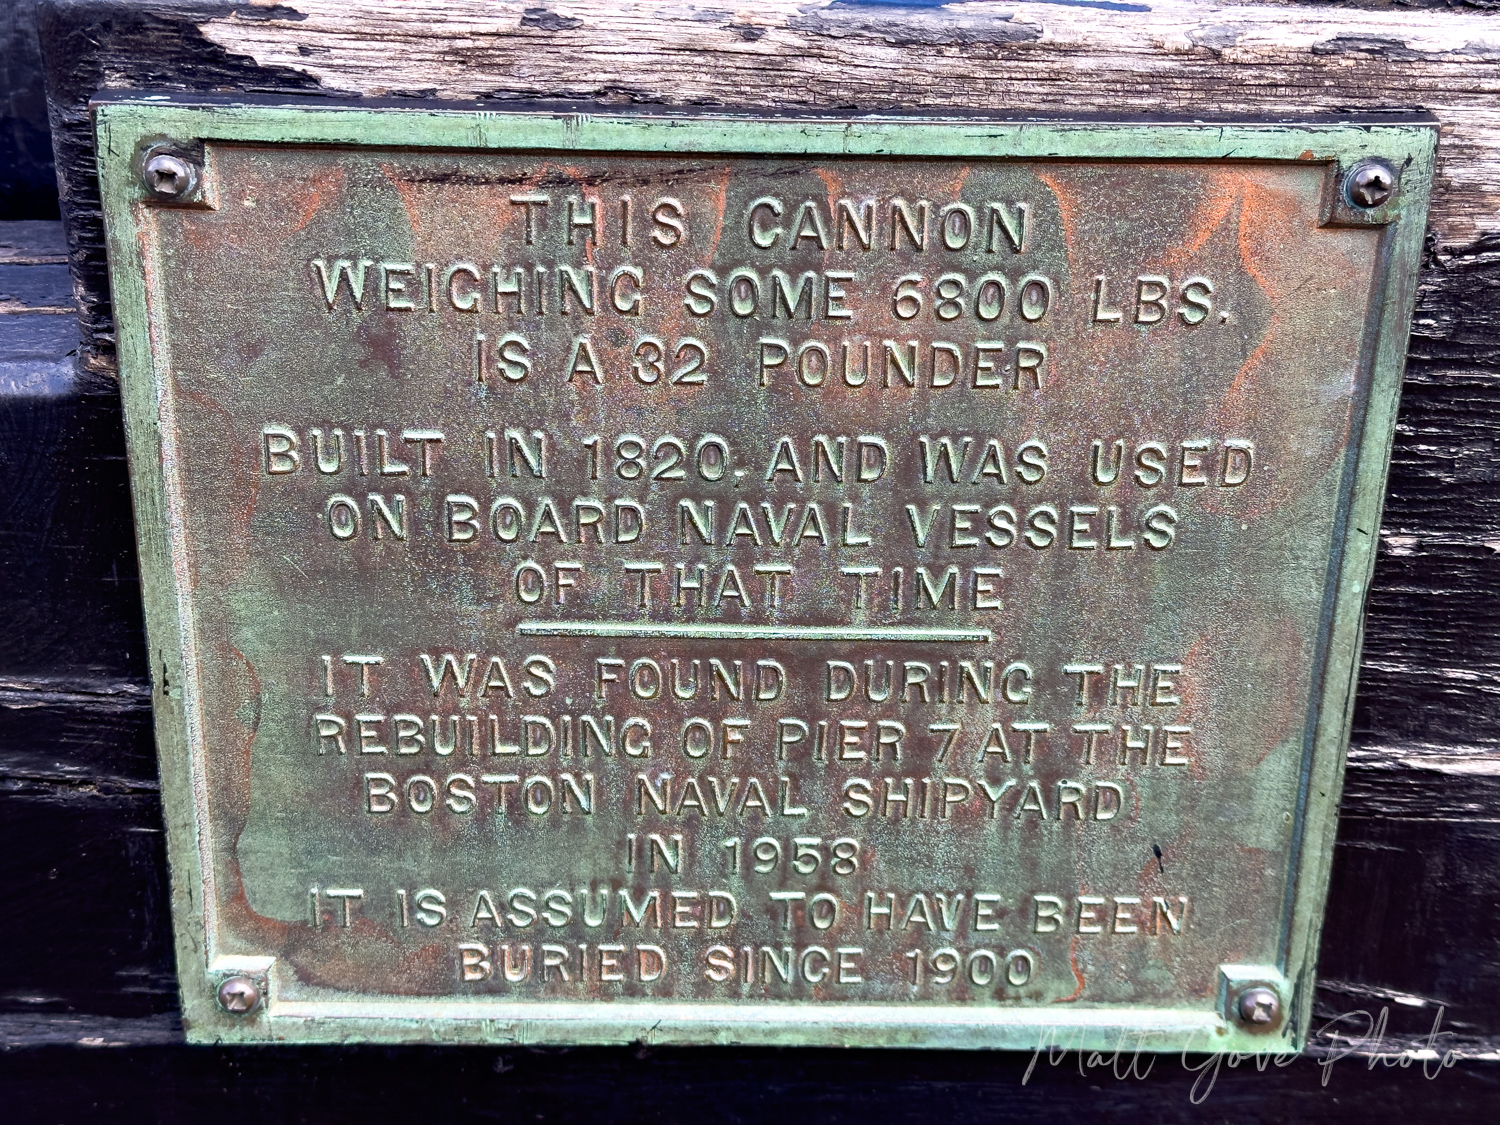 THIS CANNON
WEIGHING SOME 6800 LBS.
IS A 32 POUNDER
BUILT IN 1820, AND WAS USED
ON BOARD NAVAL VESSELS
OF THAT TIME
IT WAS FOUND DURING THE
REBUILDING OF PIER 7 AT THE
BOSTON NAVAL SHIPYARD
IN 1958
IT IS ASSUMED TO HAVE BEEN
BURIED SINCE 1900
Matt Gove Photo